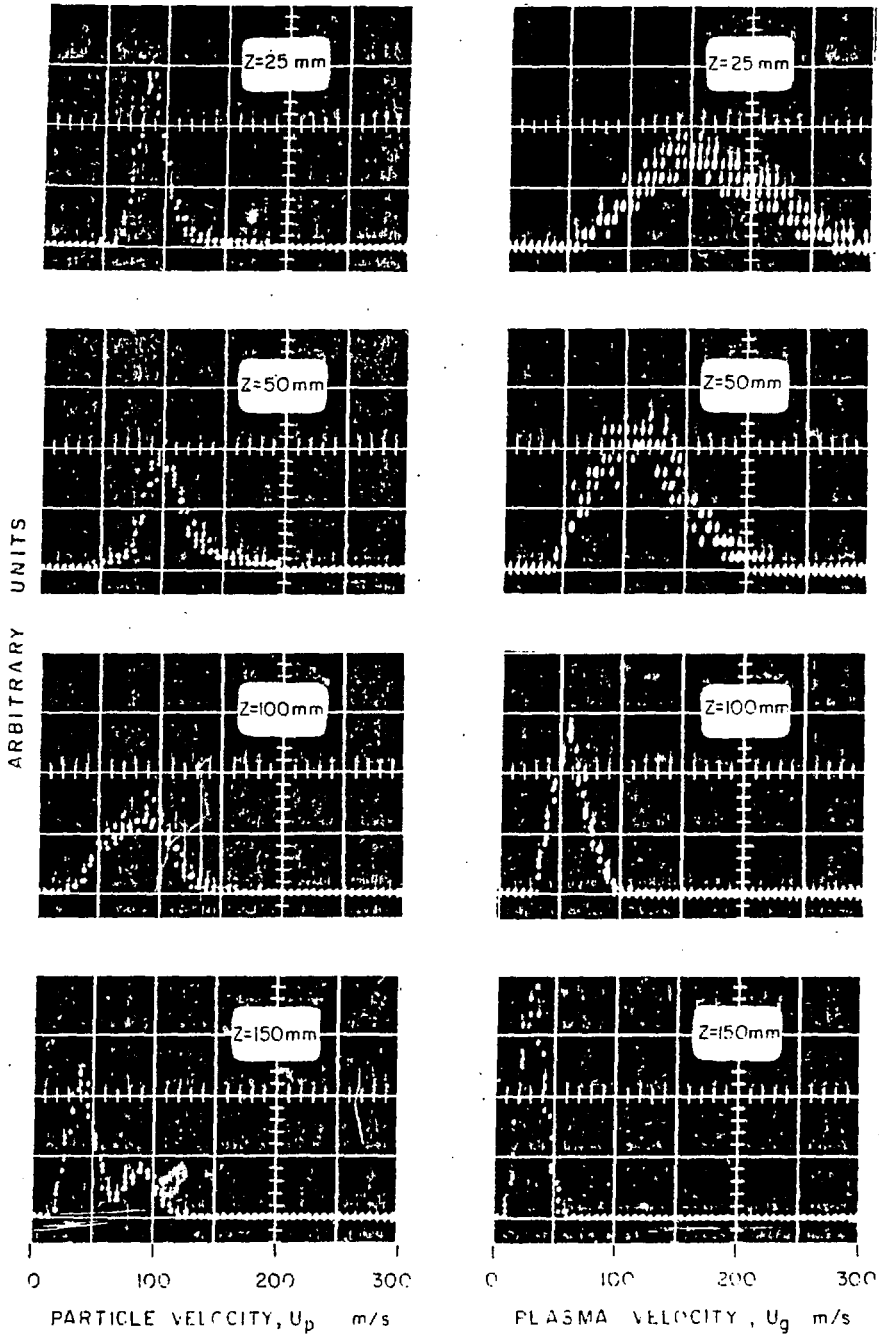 Z=25 mm
Z=25 mm
Z=50mm
Z=50mm
Z=100mm
Z=100mm
Z=150mm
Z=150mm
ARBITRARY UNITS
0 100 200 300
0 100 200 300
PARTICLE VELOCITY, Up m/s
PLASMA VELOCITY, Ug m/s